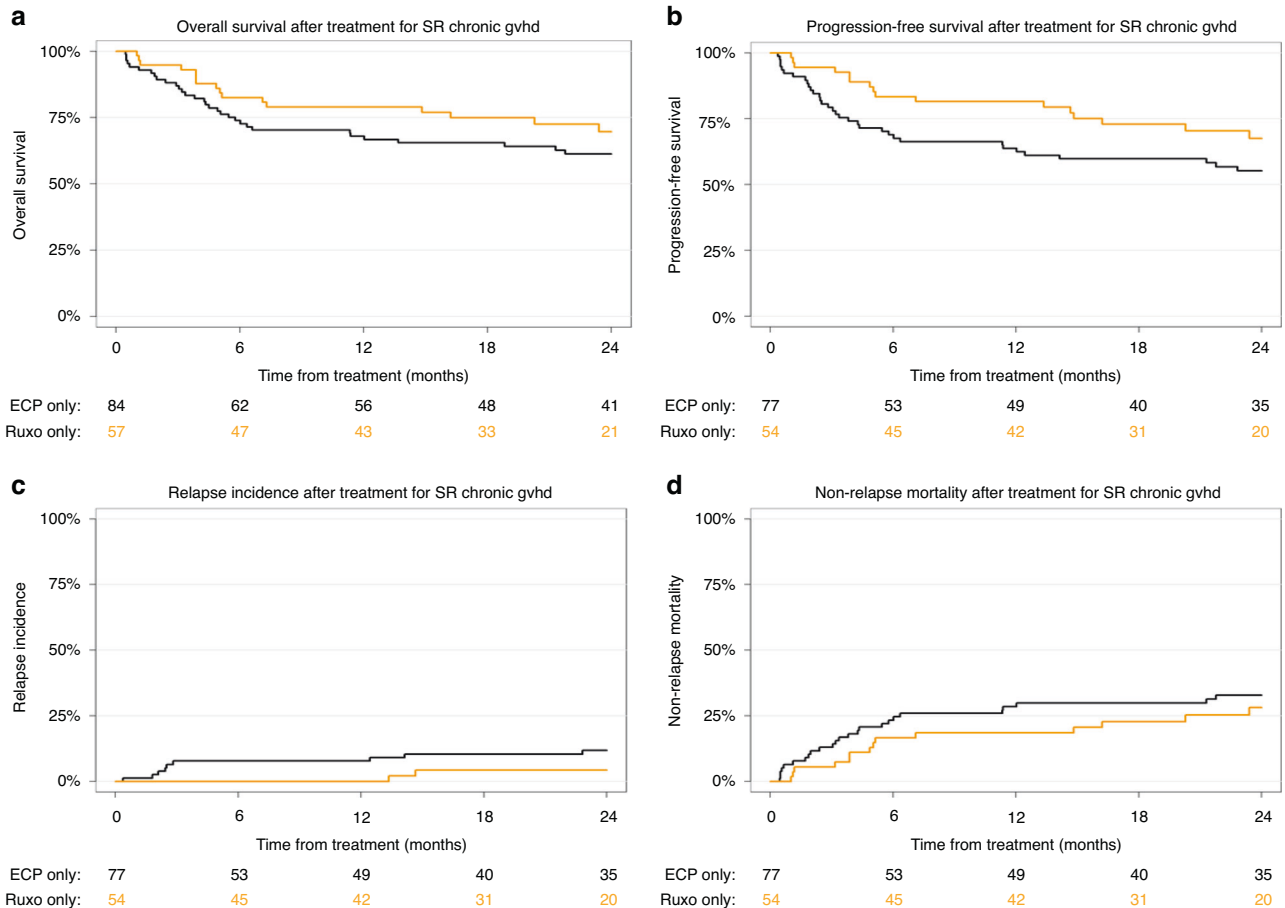 a
Overall survival after treatment for SR chronic gvhd
100%
75%
50%
25%
0%
Overall survival
0 6 12 18 24
Time from treatment (months)
ECP only: 84 62 56 48 41
Ruxo only: 57 47 43 33 21
b
Progression-free survival after treatment for SR chronic gvhd
100%
75%
50%
25%
0%
Progression-free survival
0 6 12 18 24
Time from treatment (months)
ECP only: 77 53 49 40 35
Ruxo only: 54 45 42 31 20
c
Relapse incidence after treatment for SR chronic gvhd
100%
75%
50%
25%
0%
Relapse incidence
0 6 12 18 24
Time from treatment (months)
ECP only: 77 53 49 40 35
Ruxo only: 54 45 42 31 20
d
Non-relapse mortality after treatment for SR chronic gvhd
100%
75%
50%
25%
0%
Non-relapse mortality
0 6 12 18 24
Time from treatment (months)
ECP only: 77 53 49 40 35
Ruxo only: 54 45 42 31 20